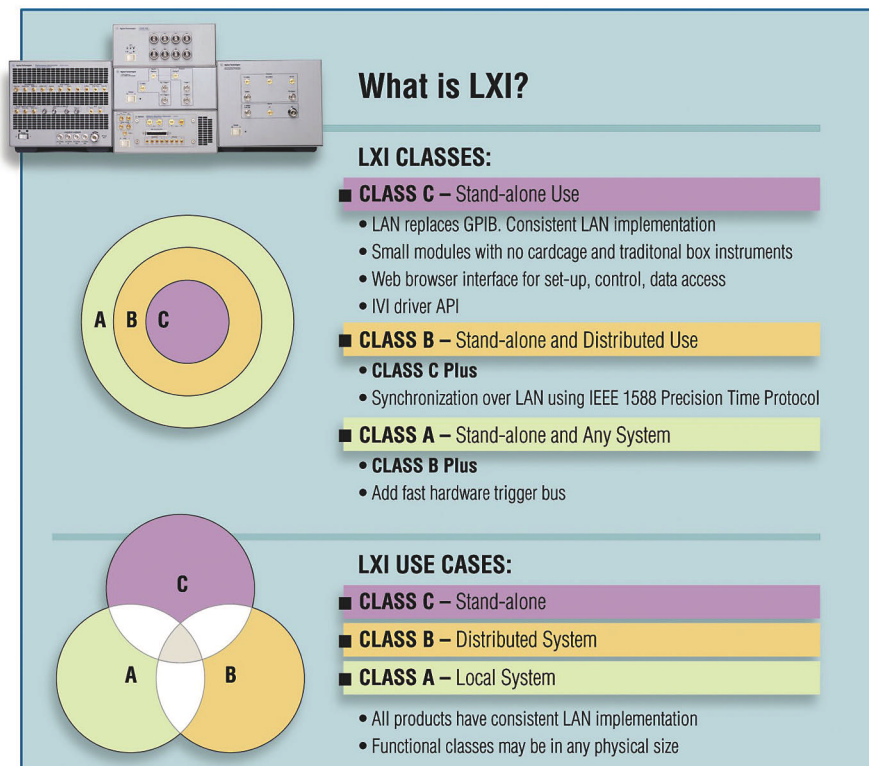 What is LXI?
LXI CLASSES:
■ CLASS C – Stand-alone Use
• LAN replaces GPIB. Consistent LAN implementation
• Small modules with no cardcage and traditonal box instruments
• Web browser interface for set-up, control, data access
• IVI driver API
■ CLASS B – Stand-alone and Distributed Use
• CLASS C Plus
• Synchronization over LAN using IEEE 1588 Precision Time Protocol
■ CLASS A – Stand-alone and Any System
• CLASS B Plus
• Add fast hardware trigger bus
A B C
LXI USE CASES:
■ CLASS C – Stand-alone
■ CLASS B – Distributed System
■ CLASS A – Local System
• All products have consistent LAN implementation
• Functional classes may be in any physical size
C
A B